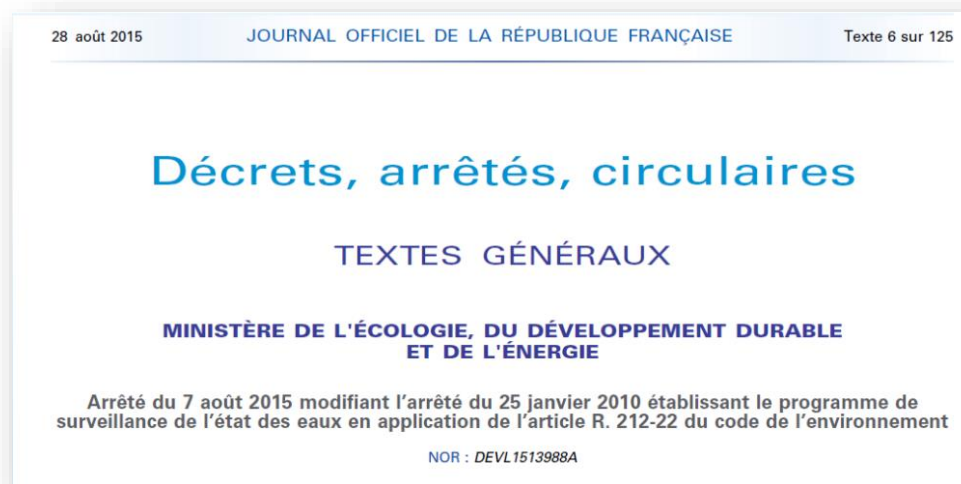 28 août 2015 JOURNAL OFFICIEL DE LA RÉPUBLIQUE FRANÇAISE Texte 6 sur 125
Décrets, arrêtés, circulaires
TEXTES GÉNÉRAUX
MINISTÈRE DE L'ÉCOLOGIE, DU DÉVELOPPEMENT DURABLE
ET DE L'ÉNERGIE
Arrêté du 7 août 2015 modifiant l’arrêté du 25 janvier 2010 établissant le programme de
surveillance de l’état des eaux en application de l’article R. 212-22 du code de l’environnement
NOR : DEVL1513988A